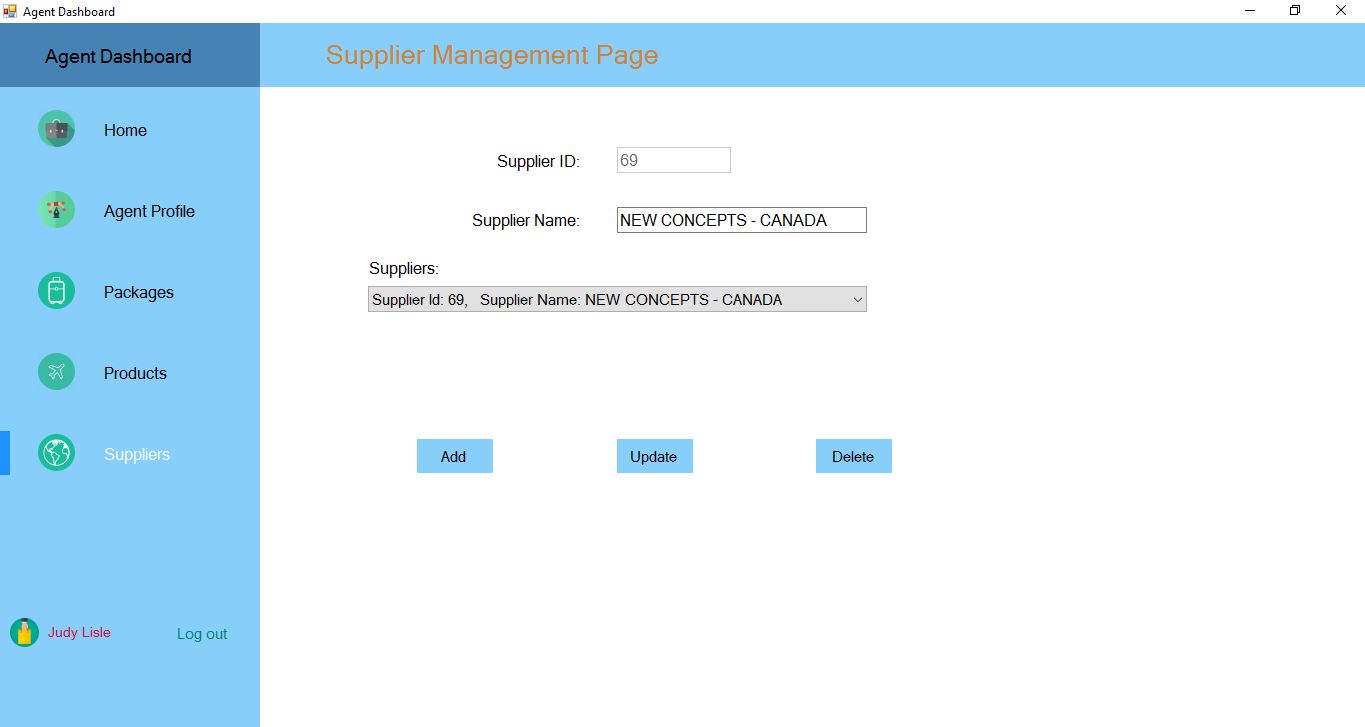 Agent Dashboard
Agent Dashboard
Supplier Management Page
Home
Agent Profile
Packages
Products
Suppliers
Judy Lisle
Log out
Supplier ID: 69
Supplier Name: NEW CONCEPTS - CANADA
Suppliers:
Supplier Id: 69, Supplier Name: NEW CONCEPTS - CANADA
Add Update Delete